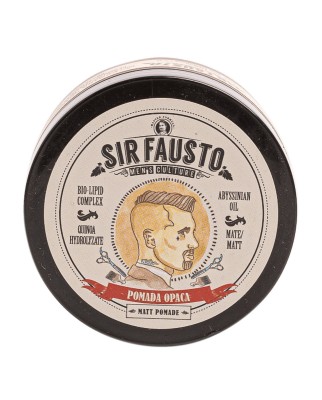 SIR FAUSTO
MEN'S CULTURE
BIO-LIPID
COMPLEX
QUINOA
HYDROLYZATE
ABYSSINIAN
OIL
MATE/
MATT
POMADA OPACA
MATT POMADE